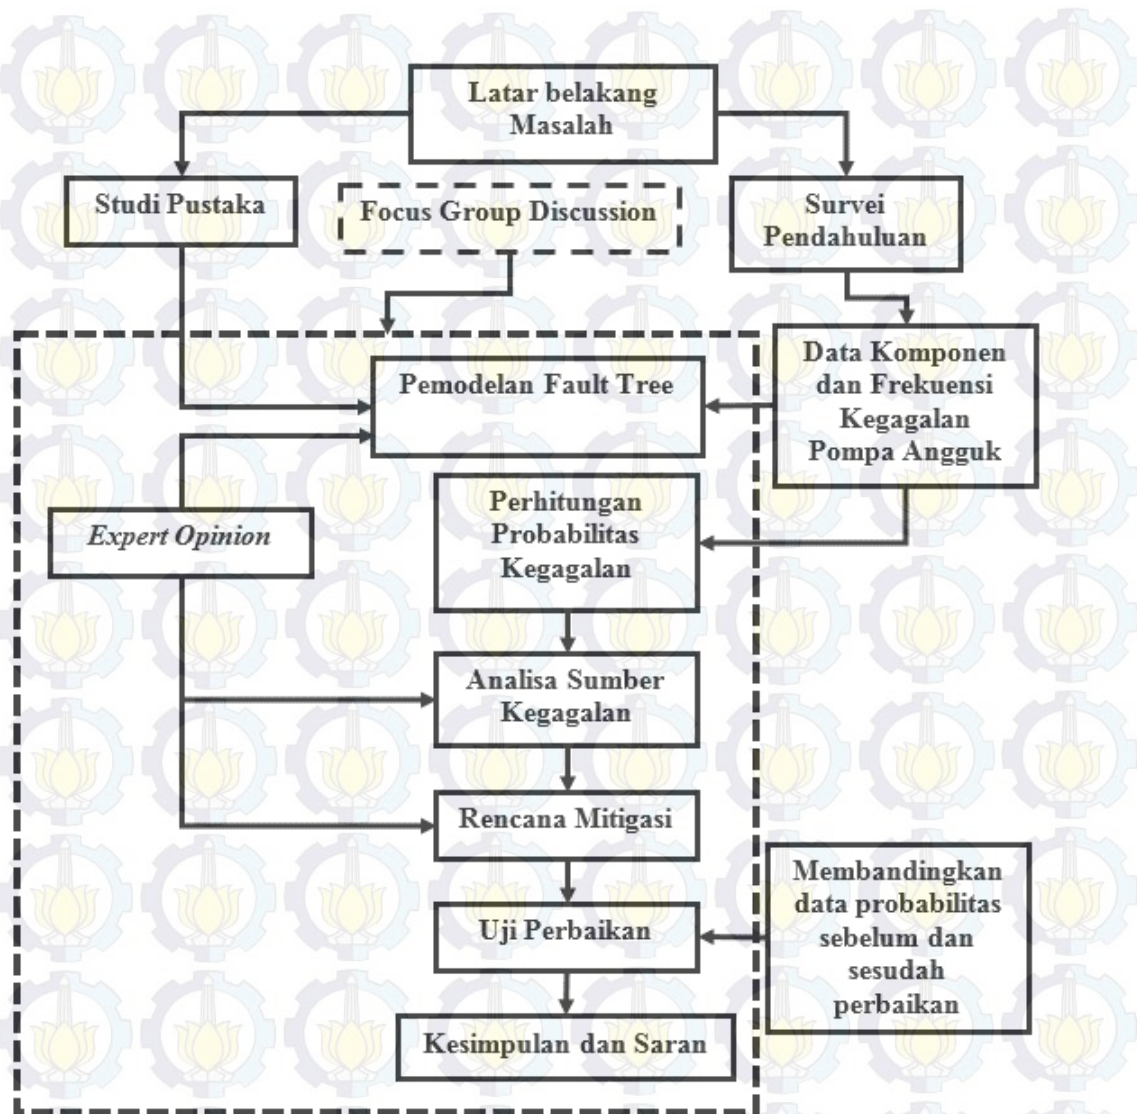 Latar belakang
Masalah
Studi Pustaka
Focus Group Discussion
Survei
Pendahuluan
Pemodelan Fault Tree
Data Komponen
dan Frekuensi
Kegagalan
Pompa Angguk
Expert Opinion
Perhitungan
Probabilitas
Kegagalan
Analisa Sumber
Kegagalan
Rencana Mitigasi
Uji Perbaikan
Membandingkan
data probabilitas
sebelum dan
sesudah
perbaikan
Kesimpulan dan Saran